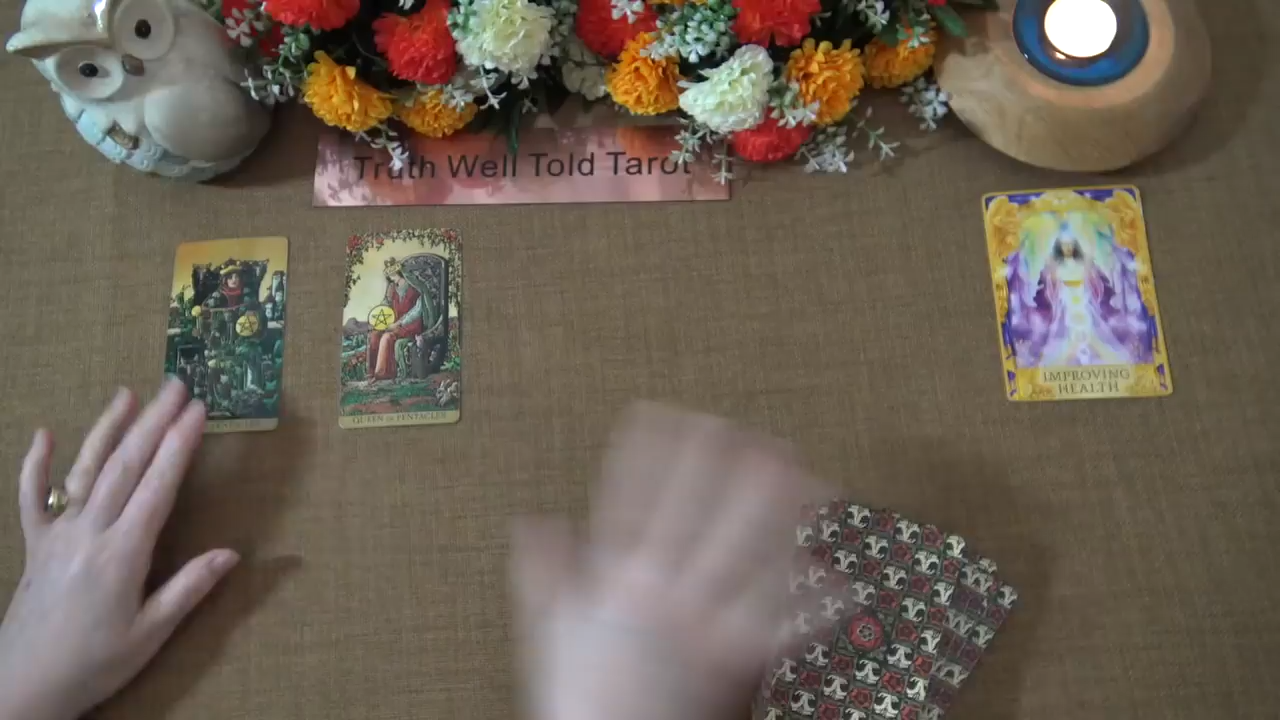 Truth Well Told Tarot
QUEEN OF PENTACLES
IMPROVING
HEALTH